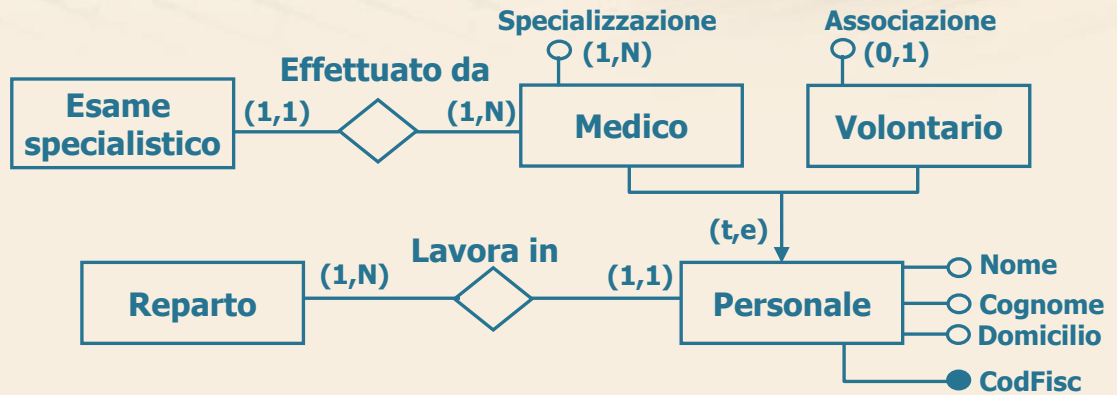 Specializzazione
(1,N)
Associazione
(0,1)
Effettuato da
Esame
specialistico
(1,1)
(1,N)
Medico
Volontario
(t,e)
Lavora in
Reparto
(1,N)
(1,1)
Personale
Nome
Cognome
Domicilio
CodFisc